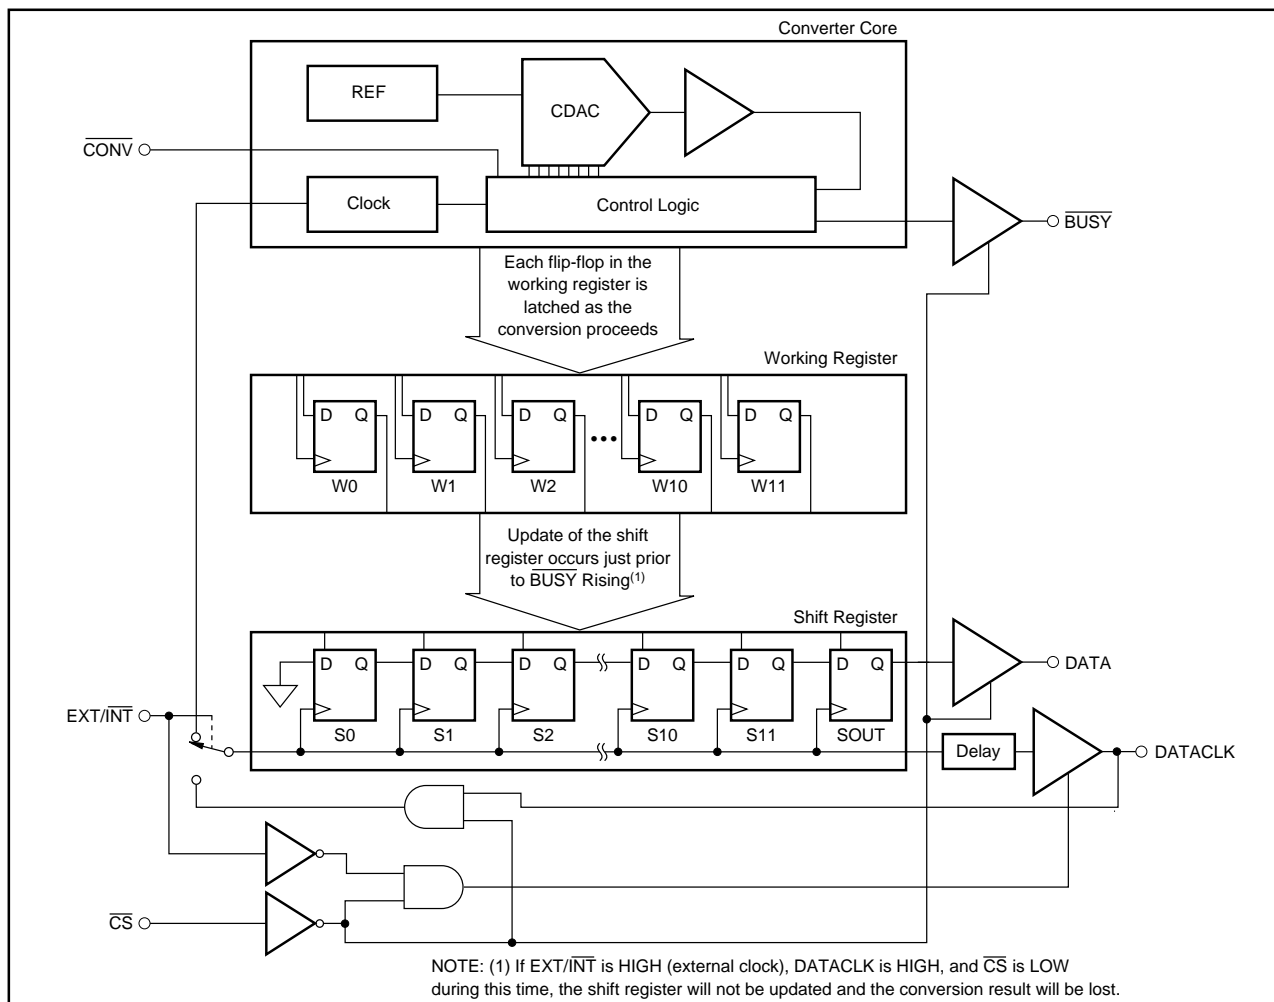 Converter Core
REF
CDAC
CONV
Clock
Control Logic
BUSY
Each flip-flop in the
working register is
latched as the
conversion proceeds
Working Register
D Q
D Q
D Q
•••
D Q
D Q
W0
W1
W2
W10
W11
Update of the shift
register occurs just prior
to BUSY Rising(1)
Shift Register
D Q
D Q
D Q
D Q
D Q
D Q
DATA
EXT/INT
S0
S1
S2
S10
S11
SOUT
Delay
DATACLK
CS
NOTE: (1) If EXT/INT is HIGH (external clock), DATACLK is HIGH, and CS is LOW
during this time, the shift register will not be updated and the conversion result will be lost.